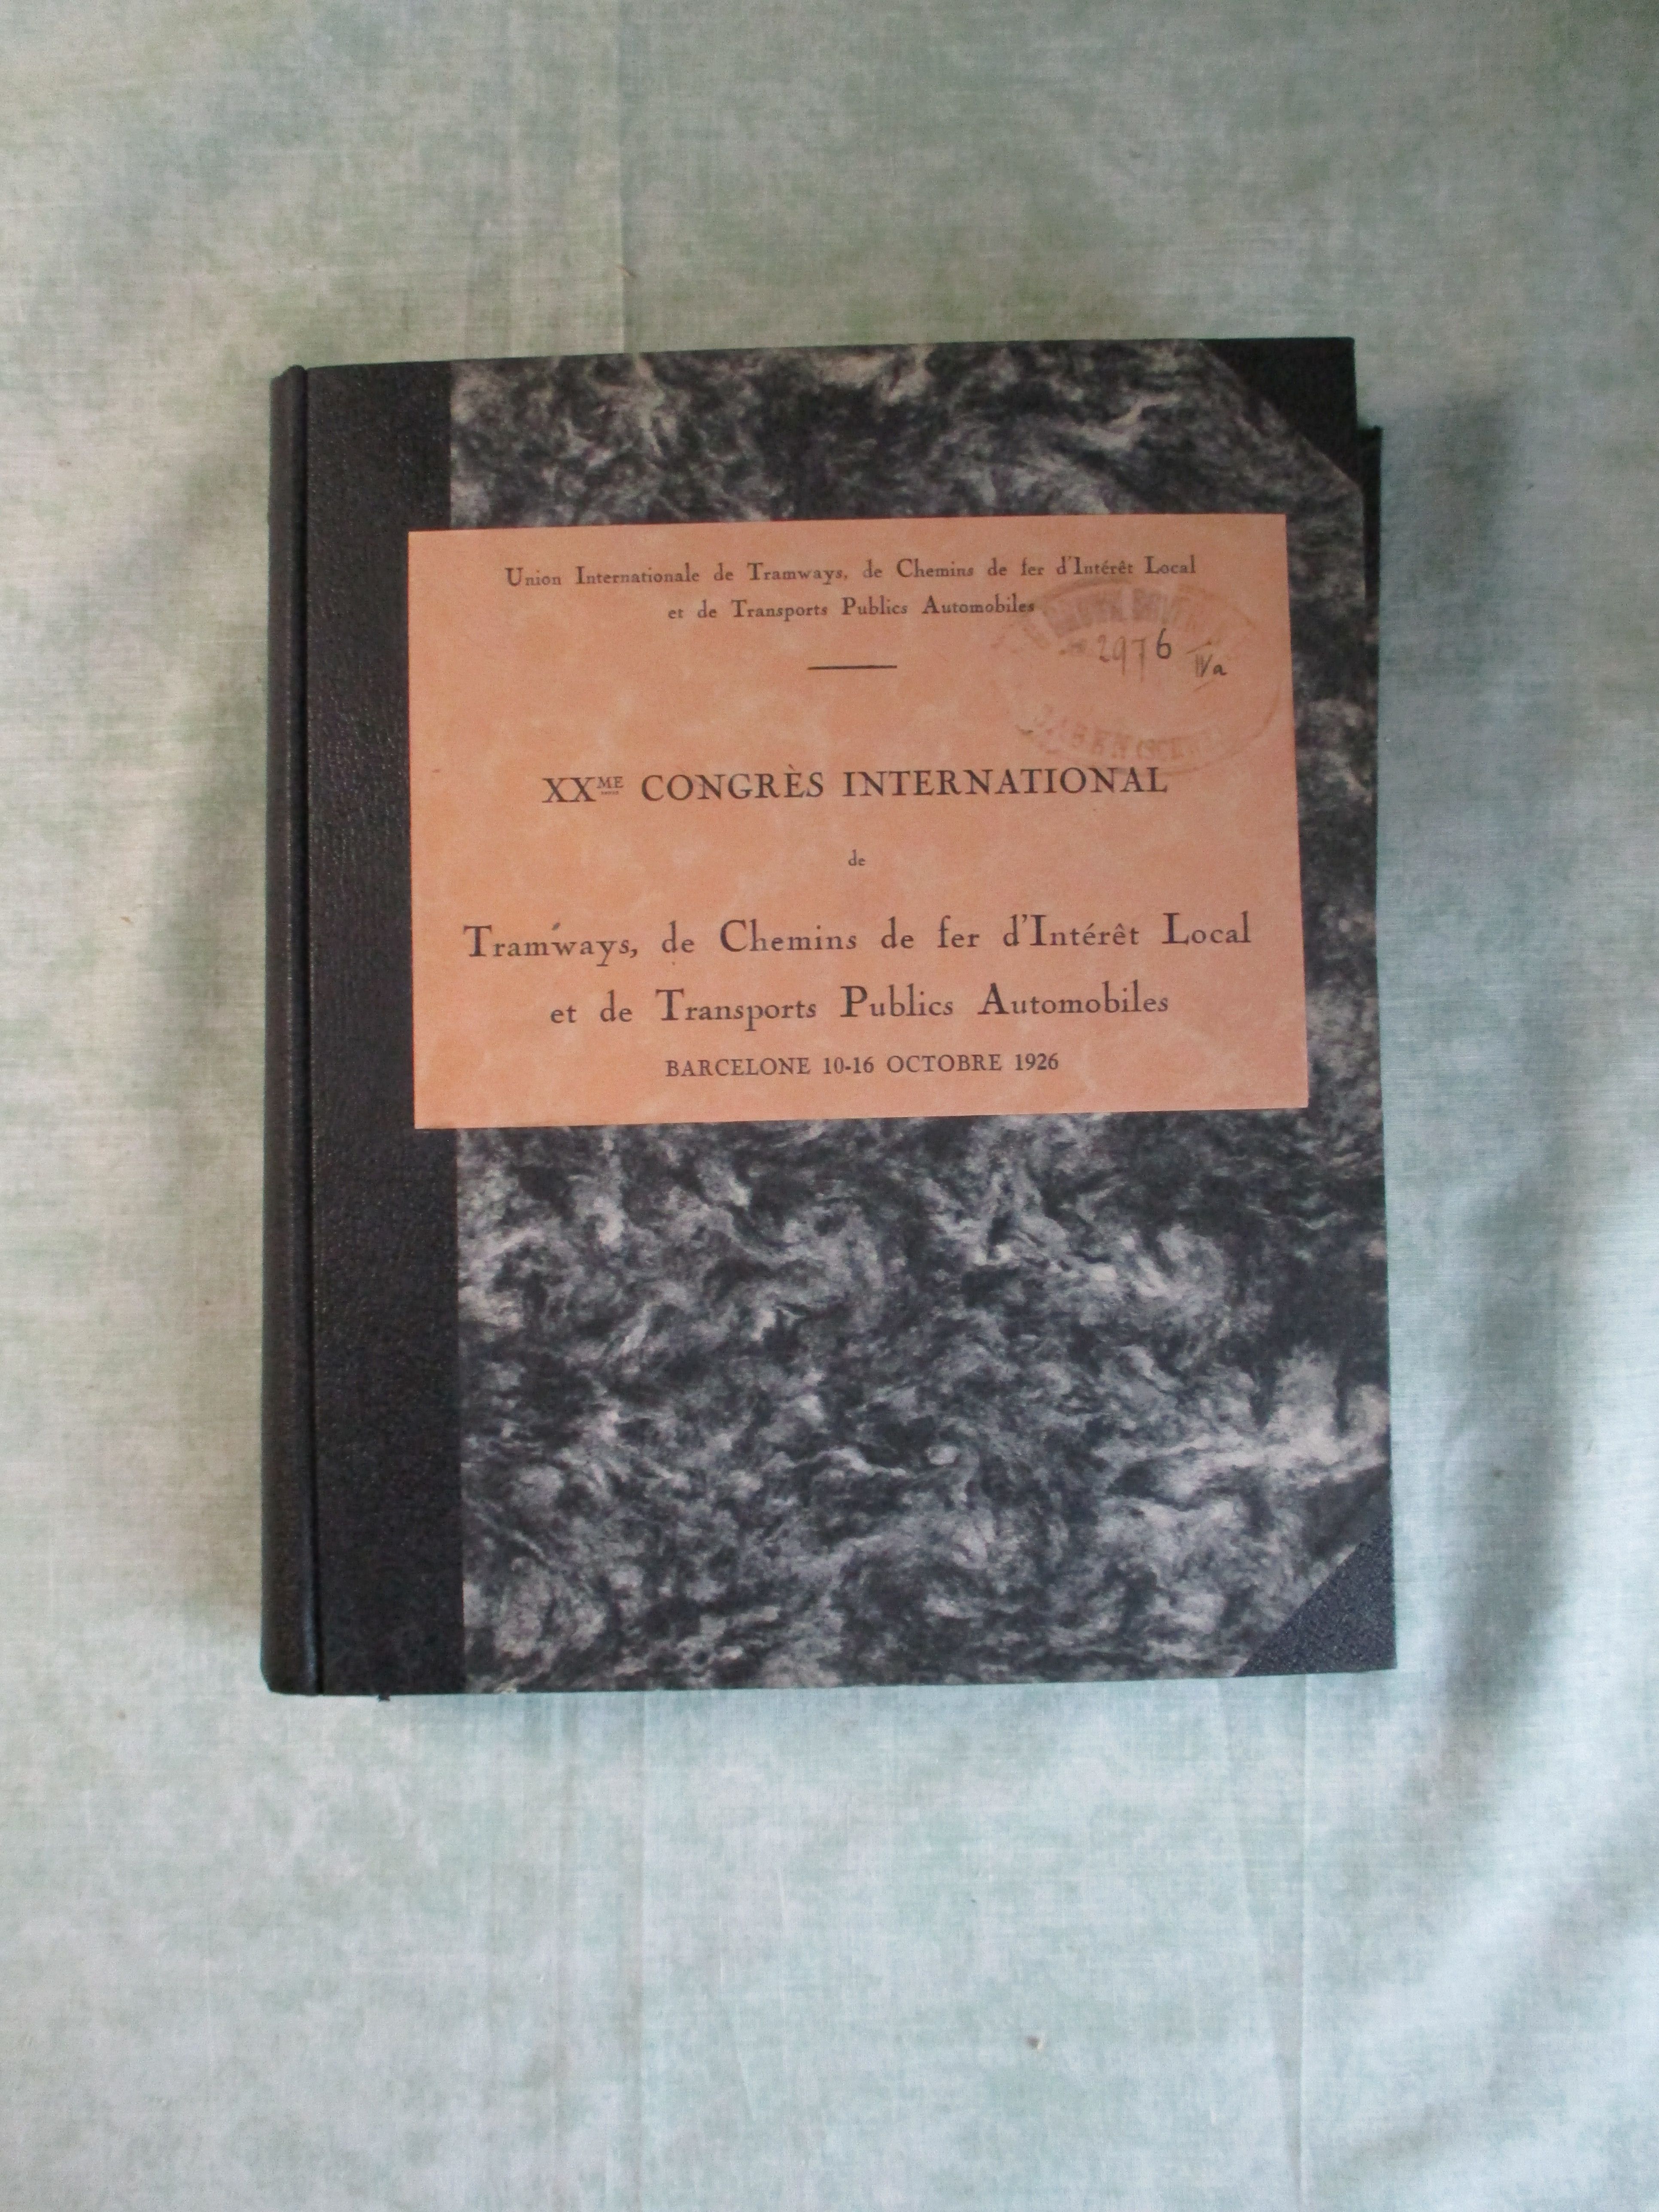 Union Internationale de Tramways, de Chemins de fer d'Intérêt Local
et de Transports Publics Automobiles
2976 IVa
XXME CONGRÈS INTERNATIONAL
de
Tramways, de Chemins de fer d'Intérêt Local
et de Transports Publics Automobiles
BARCELONE 10-16 OCTOBRE 1926